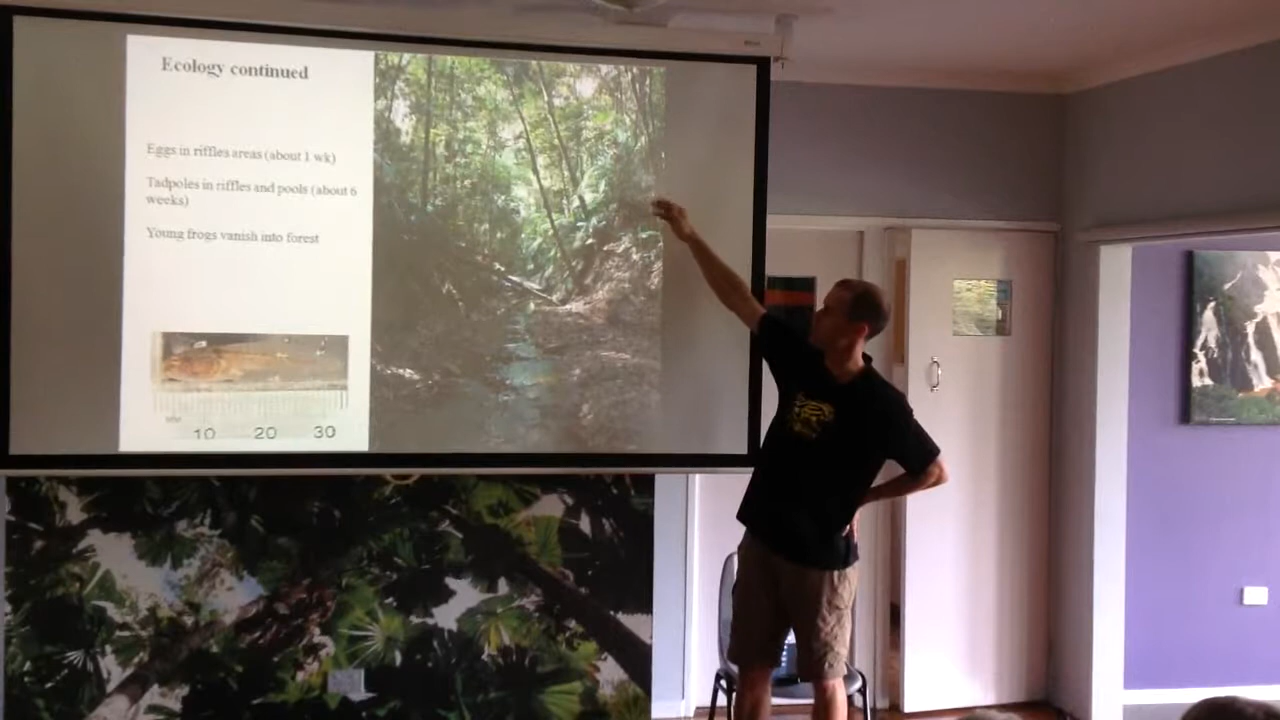 Ecology continued
Eggs in riffles areas (about 1 wk)
Tadpoles in riffles and pools (about 6
weeks)
Young frogs vanish into forest
10 20 30